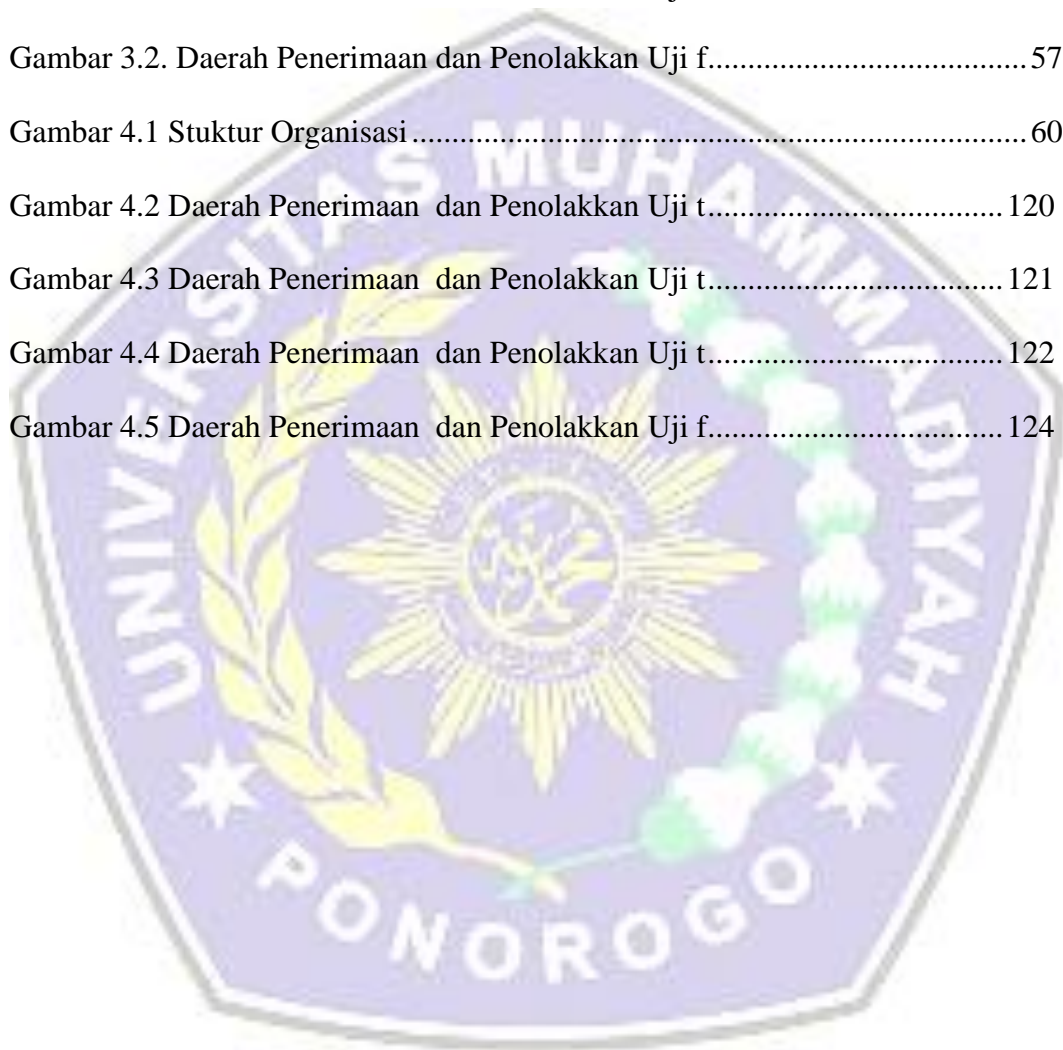 Gambar 3.2. Daerah Penerimaan dan Penolakkan Uji f........................................ 57
Gambar 4.1 Stuktur Organisasi............................................................................. 60
Gambar 4.2 Daerah Penerimaan  dan Penolakkan Uji t..................................... 120
Gambar 4.3 Daerah Penerimaan  dan Penolakkan Uji t..................................... 121
Gambar 4.4 Daerah Penerimaan  dan Penolakkan Uji t..................................... 122
Gambar 4.5 Daerah Penerimaan  dan Penolakkan Uji f..................................... 124
UNIVERSITAS MUHAMMADIYAH
PONOROGO